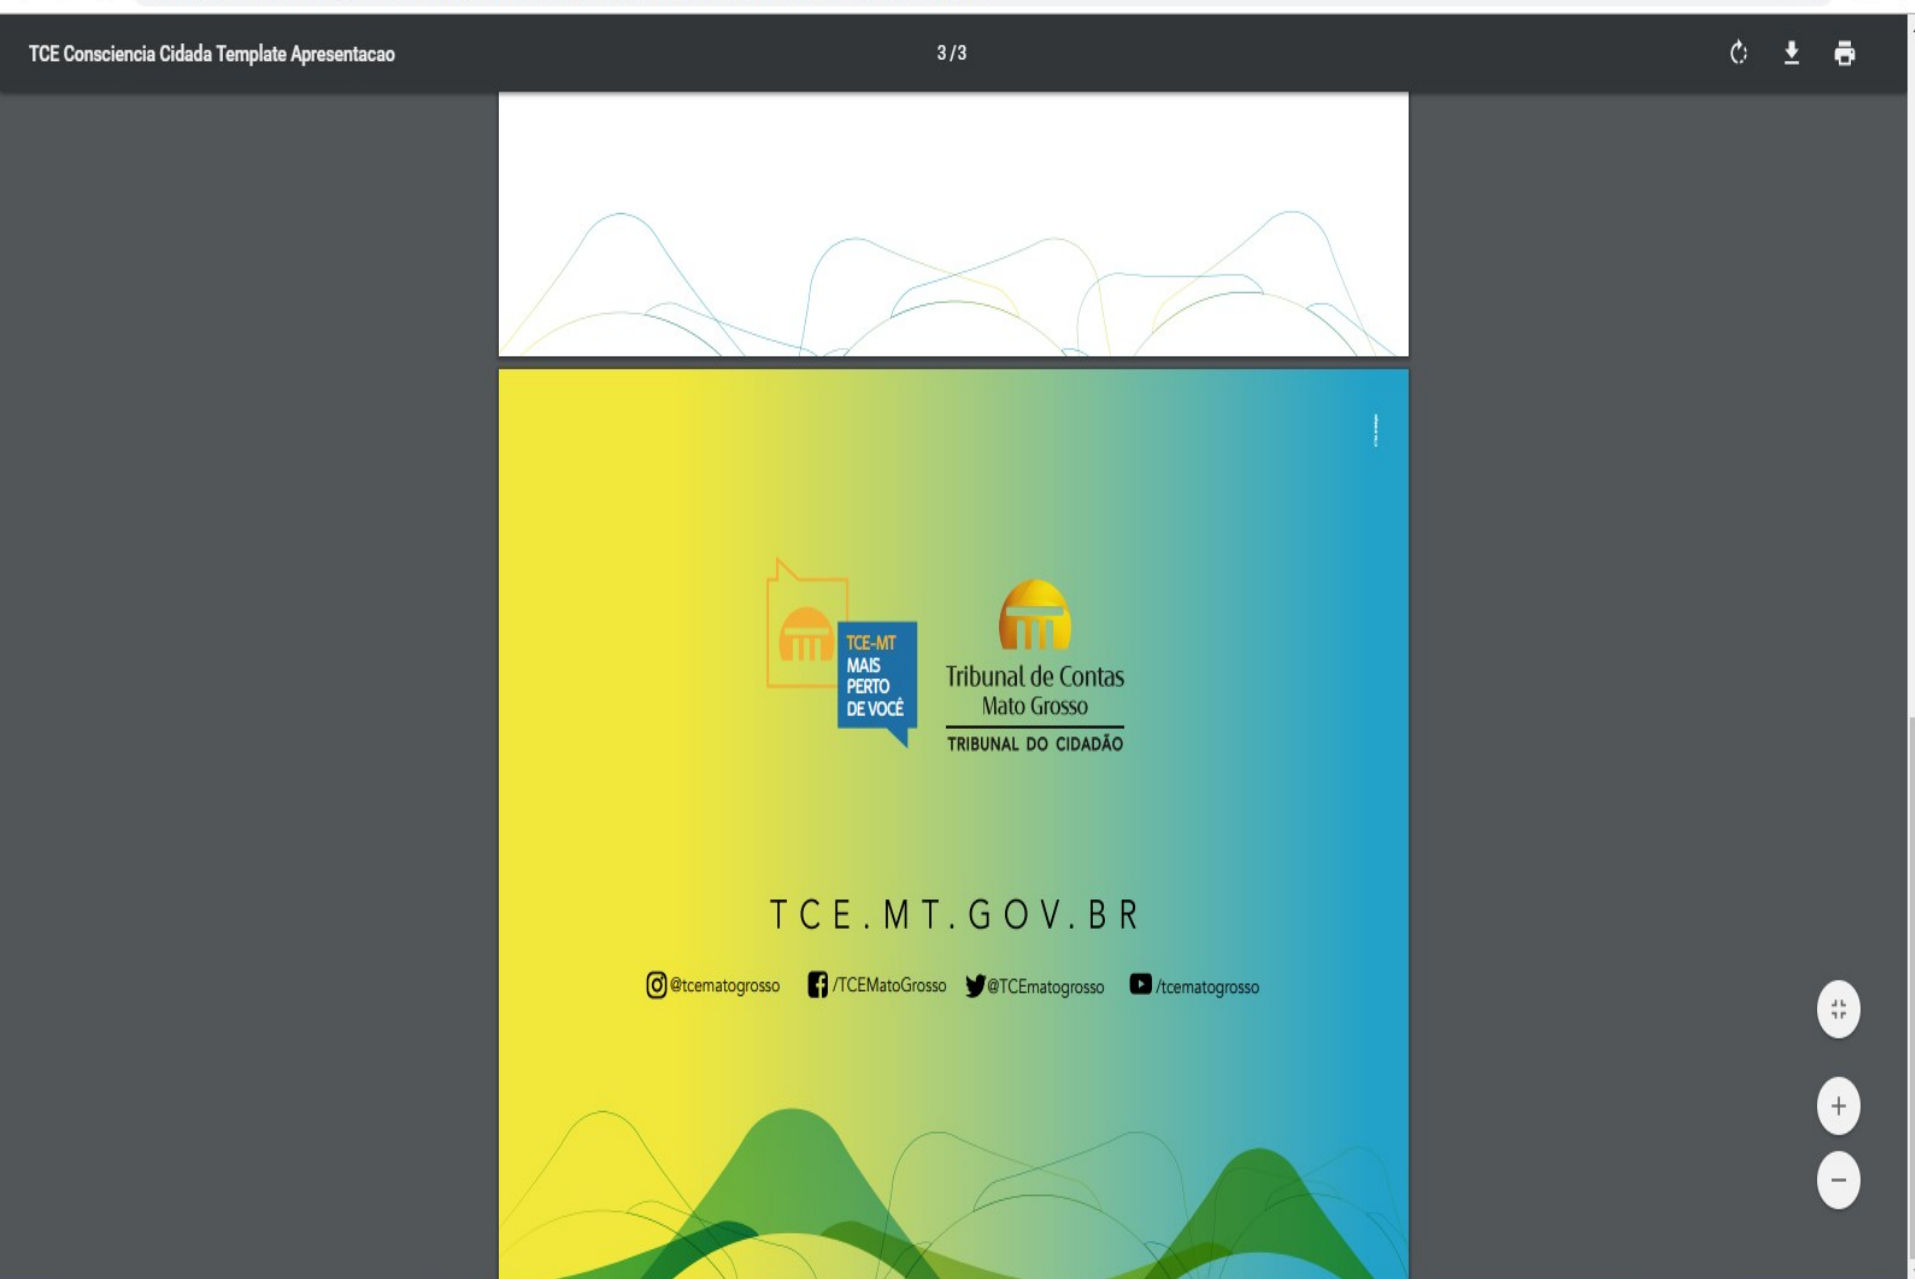 TCE Consciencia Cidada Template Apresentacao
3 / 3
TCE-MT
MAIS
PERTO
DE VOCÊ
Tribunal de Contas
Mato Grosso
TRIBUNAL DO CIDADÃO
TCE.MT.GOV.BR
@tcematogrosso /TCEMatoGrosso @TCEmatogrosso /tcematogrosso